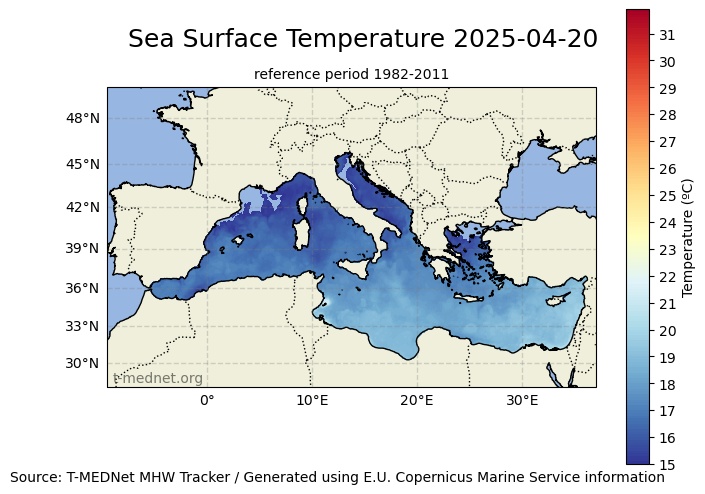 Sea Surface Temperature 2025-04-20
reference period 1982-2011
48°N
45°N
42°N
39°N
36°N
33°N
30°N
t-mednet.org
0°
10°E
20°E
30°E
31
30
29
28
27
26
25
24
23
22
21
20
19
18
17
16
15
Temperature (ºC)
Source: T-MEDNet MHW Tracker / Generated using E.U. Copernicus Marine Service information